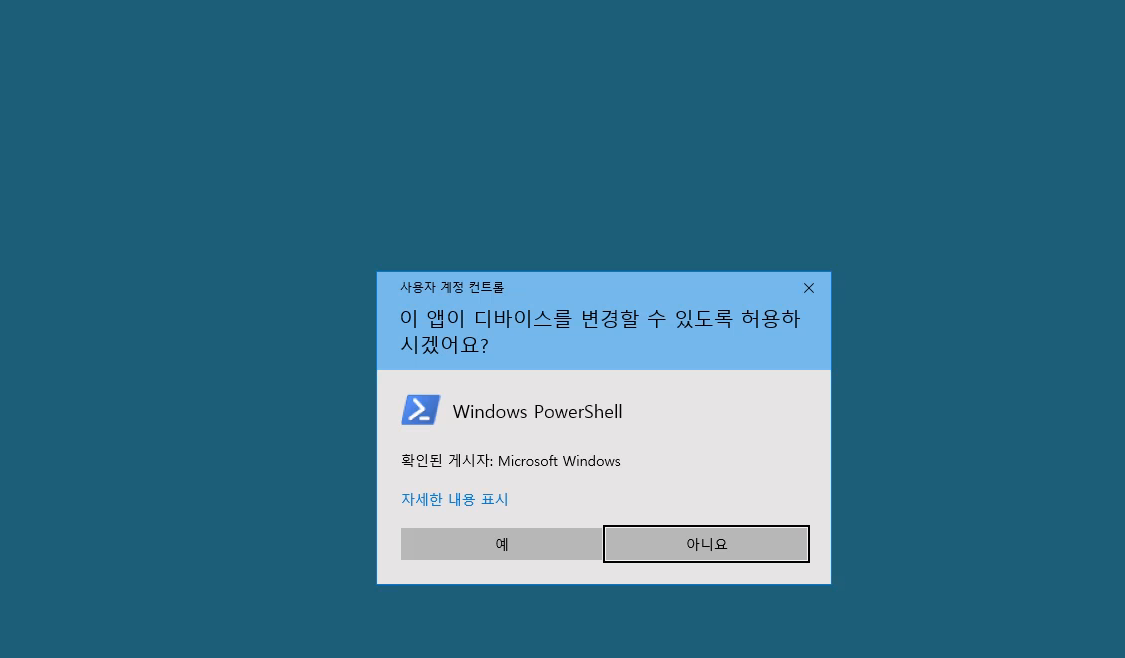 사용자 계정 컨트롤
이 앱이 디바이스를 변경할 수 있도록 허용하
시겠어요?
Windows PowerShell
확인된 게시자: Microsoft Windows
자세한 내용 표시
예
아니요